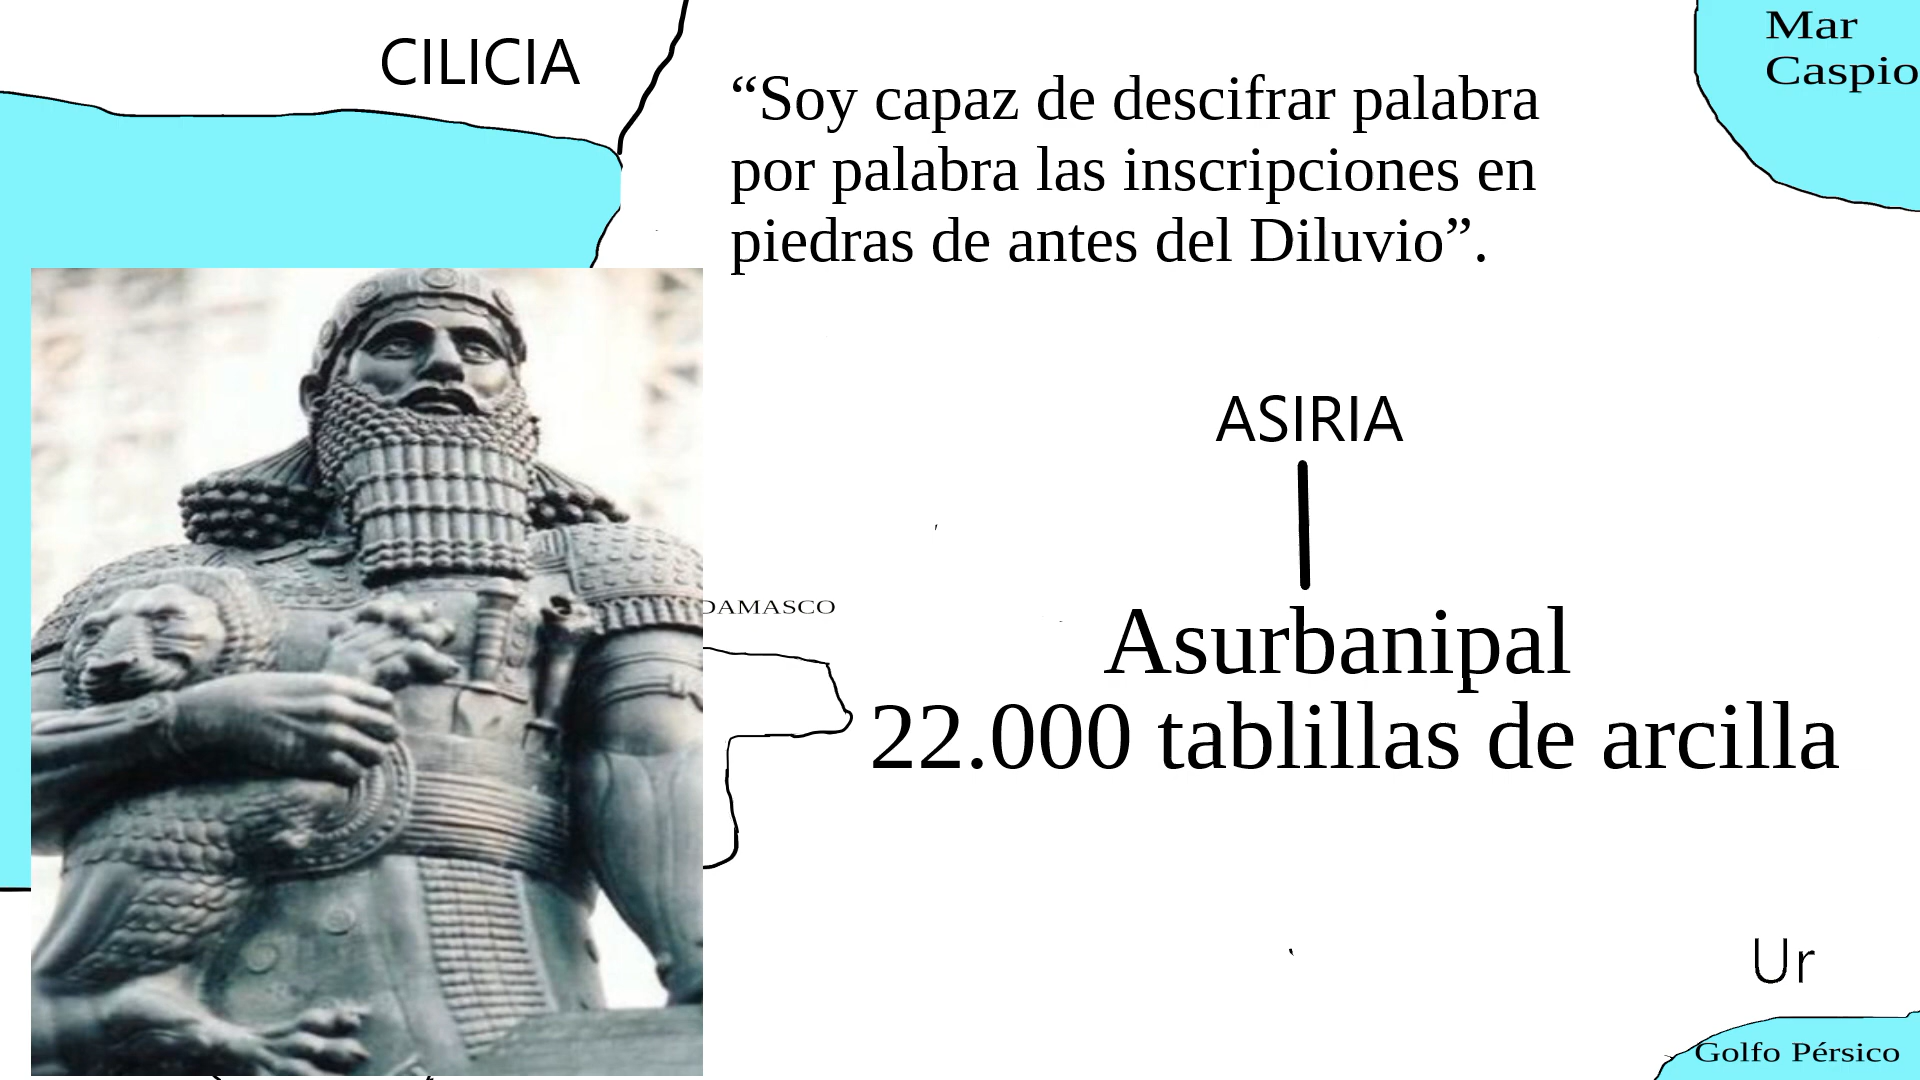 CILICIA
Mar
Caspio
“Soy capaz de descifrar palabra
por palabra las inscripciones en
piedras de antes del Diluvio”.
ASIRIA
DAMASCO
Asurbanipal
22.000 tablillas de arcilla
Ur
Golfo Pérsico